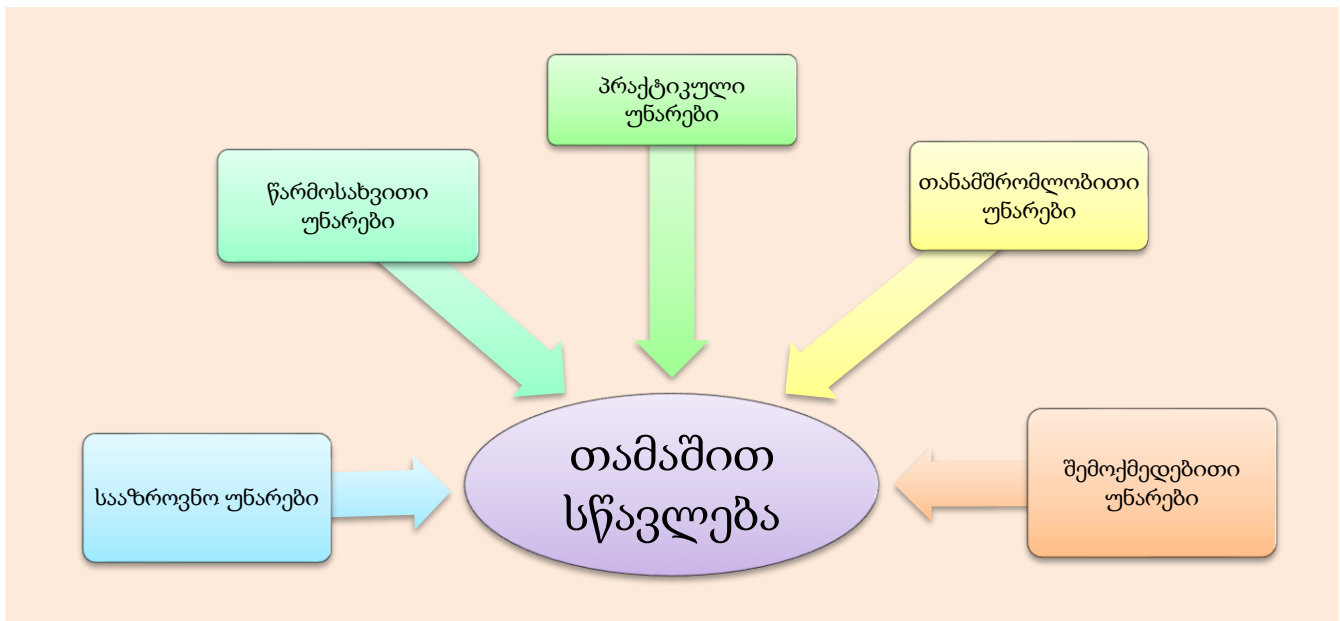 პრაქტიკული
უნარები
წარმოსახვითი
უნარები
თანამშრომლობითი
უნარები
სააზროვნო უნარები
თამაშით
სწავლება
შემოქმედებითი
უნარები